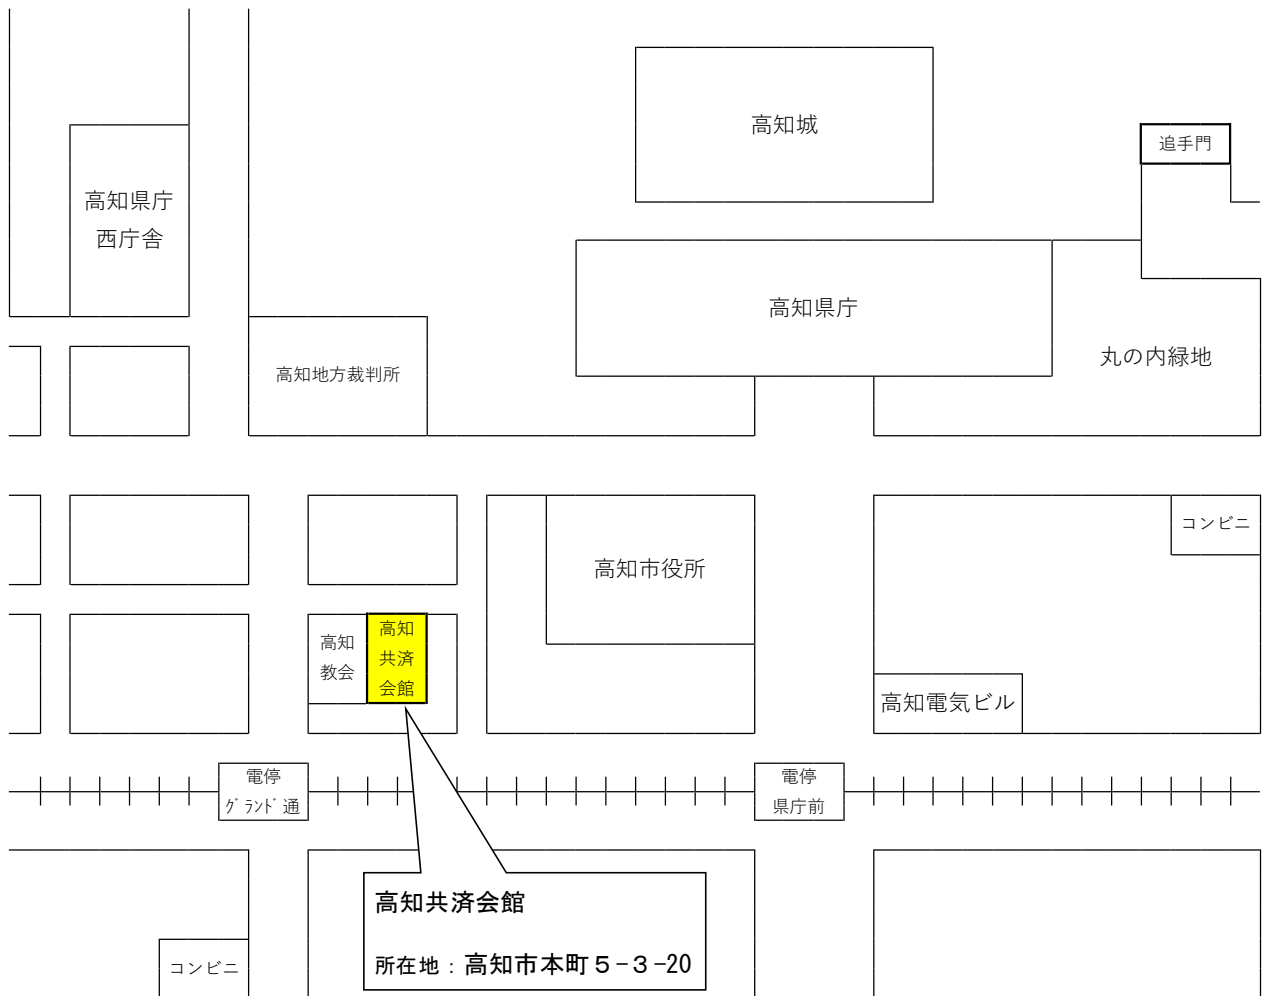 高知城
追手門
高知県庁
西庁舎
高知県庁
丸の内緑地
高知地方裁判所
コンビニ
高知市役所
高知
教会
高知
共済
会館
高知電気ビル
電停
グランド通
電停
県庁前
高知共済会館
所在地：高知市本町５－３－20
コンビニ